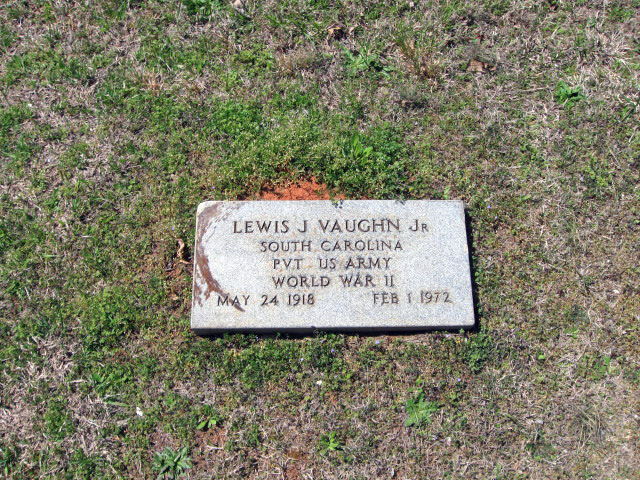 LEWIS J VAUGHN JR
SOUTH CAROLINA
PVT US ARMY
WORLD WAR II
MAY 24 1918 FEB 1 1972